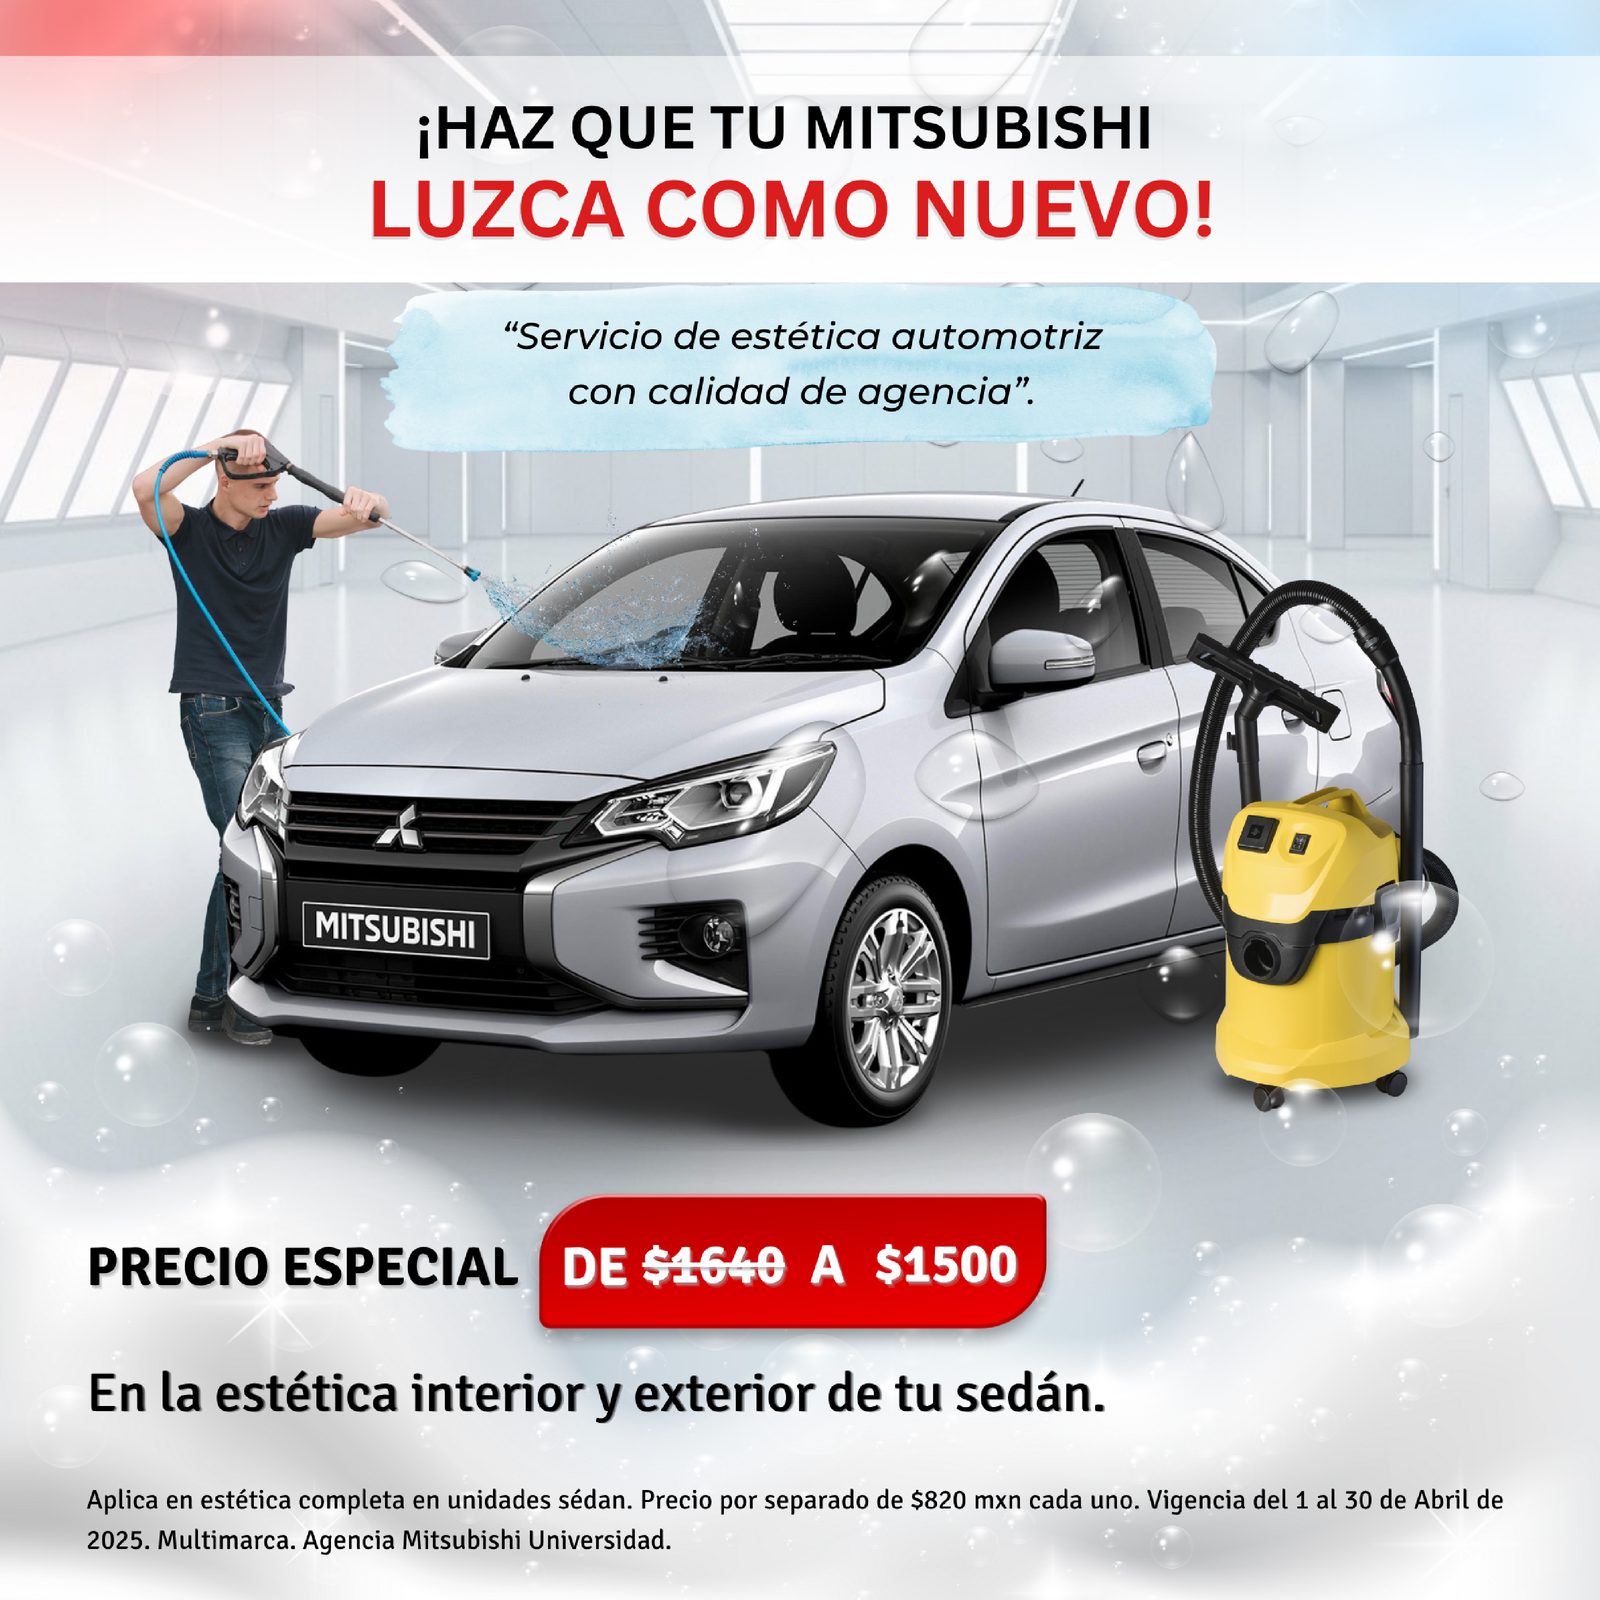 ¡HAZ QUE TU MITSUBISHI
LUZCA COMO NUEVO!
“Servicio de estética automotriz
con calidad de agencia”.
MITSUBISHI
PRECIO ESPECIAL DE $1640 A $1500
En la estética interior y exterior de tu sedán.
Aplica en estética completa en unidades sédan. Precio por separado de $820 mxn cada uno. Vigencia del 1 al 30 de Abril de
2025. Multimarca. Agencia Mitsubishi Universidad.